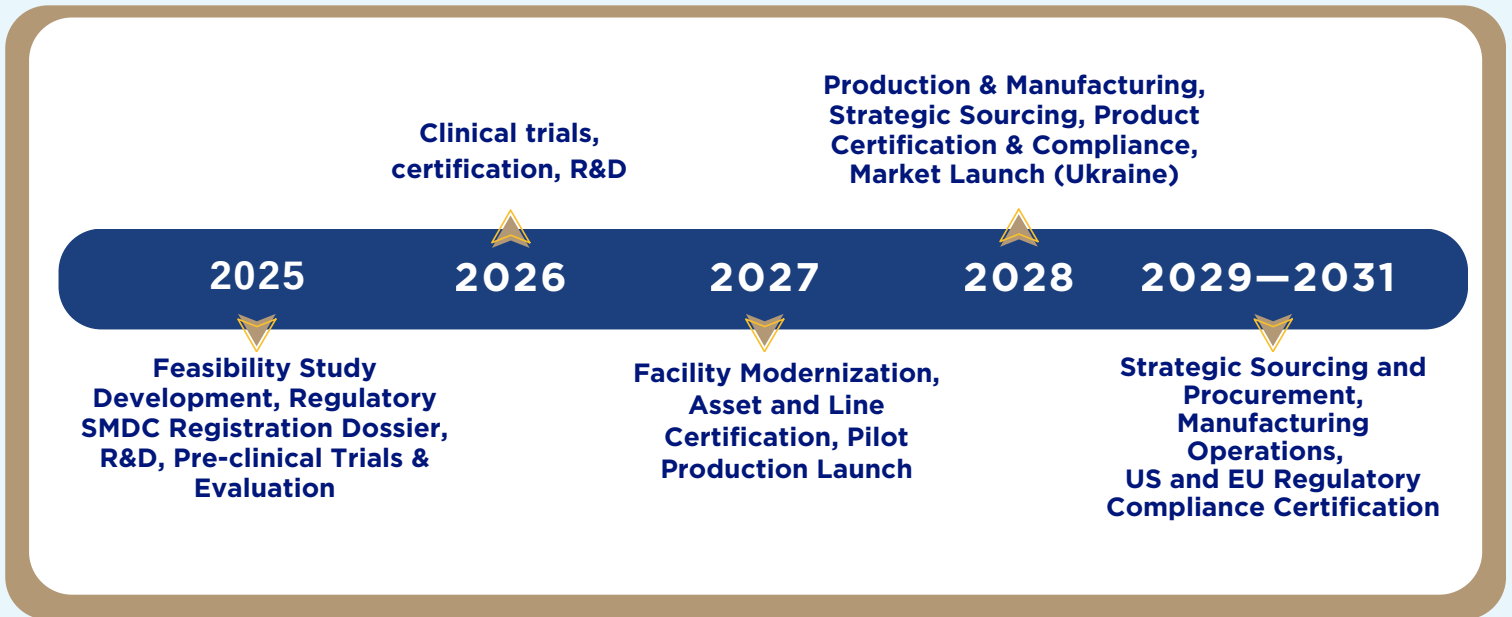 Production & Manufacturing,
Strategic Sourcing, Product
Certification & Compliance,
Market Launch (Ukraine)
Clinical trials,
certification, R&D
2025
2026
2027
2028
2029—2031
Feasibility Study
Development, Regulatory
SMDC Registration Dossier,
R&D, Pre-clinical Trials &
Evaluation
Facility Modernization,
Asset and Line
Certification, Pilot
Production Launch
Strategic Sourcing and
Procurement,
Manufacturing
Operations,
US and EU Regulatory
Compliance Certification